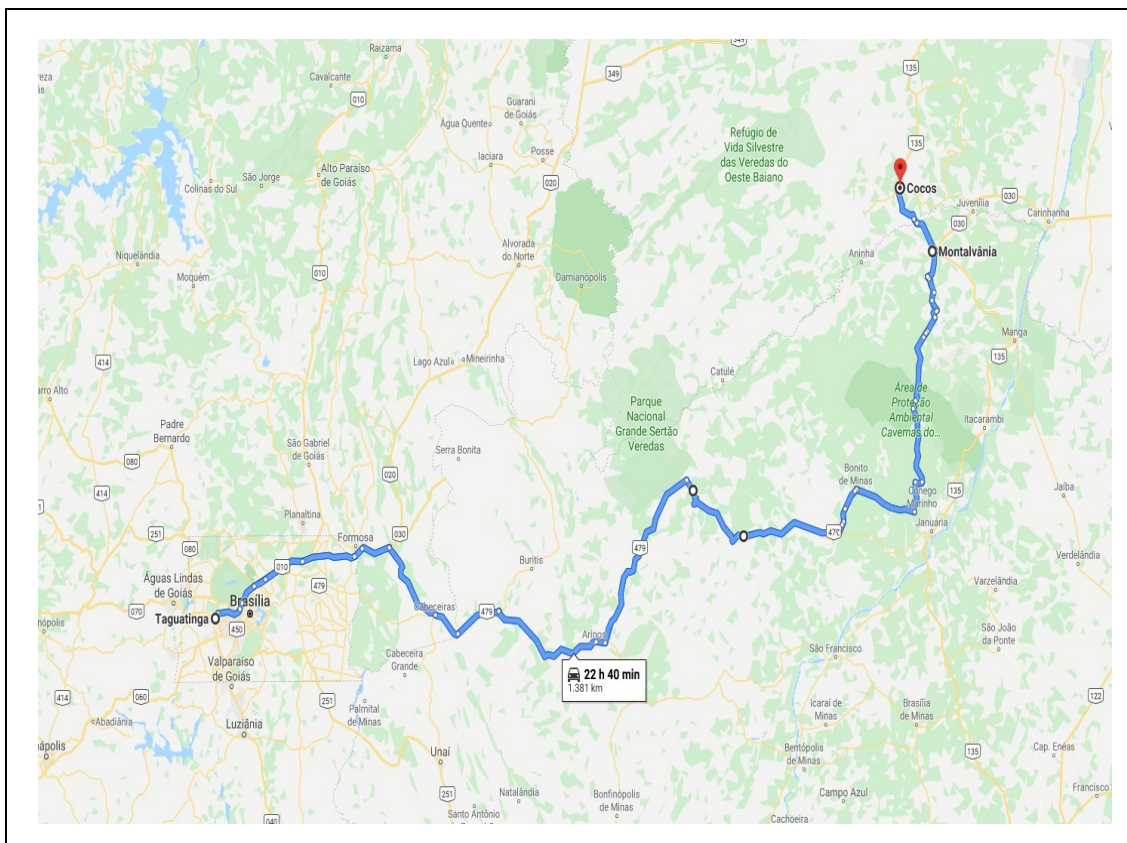 349
Raizama
135
349
Cavalcante
010
Guarani
de Goiás
Água Quente
Refúgio de
Vida Silvestre
das Veredas do
Oeste Baiano
135
Iaciara
Posse
Colinas do Sul
São Jorge
Alto Paraíso
de Goiás
020
Cocos
Juvenília
030
030
Carinhanha
Niquelândia
Moquém
010
Alvorada
do Norte
Damianópolis
Aninha
Montalvânia
Manga
135
414
Lago Azul
Mineirinha
Catulé
Área de
Proteção
Ambiental
Cavernas do...
Parque
Nacional
Grande Sertão
Veredas
Itacarambi
Padre
Bernardo
São Gabriel
de Goiás
Serra Bonita
080
020
Bonito
de Minas
414
Cônego
Marinho
135
Jaíba
Planaltina
251
Formosa
030
Januária
080
479
Verdelândia
Águas Lindas
de Goiás
010
479
Buritis
Varzelândia
070
Brasília
Taguatinga
450
Cabeceiras
479
Arinos
São João
da Ponte
Valparaíso
de Goiás
Cabeceira
Grande
22 h 40 min
1.381 km
São Francisco
414
060
122
Abadiânia
Luziânia
Palmital
de Minas
Icaraí de
Minas
Brasília
de Minas
Unaí
Bentópolis
de Minas
135
Cap. Enéas
251
Natalândia
Bonfinópolis
de Minas
Campo Azul
Francisco S
Santo Antônio
040
Cachoeira